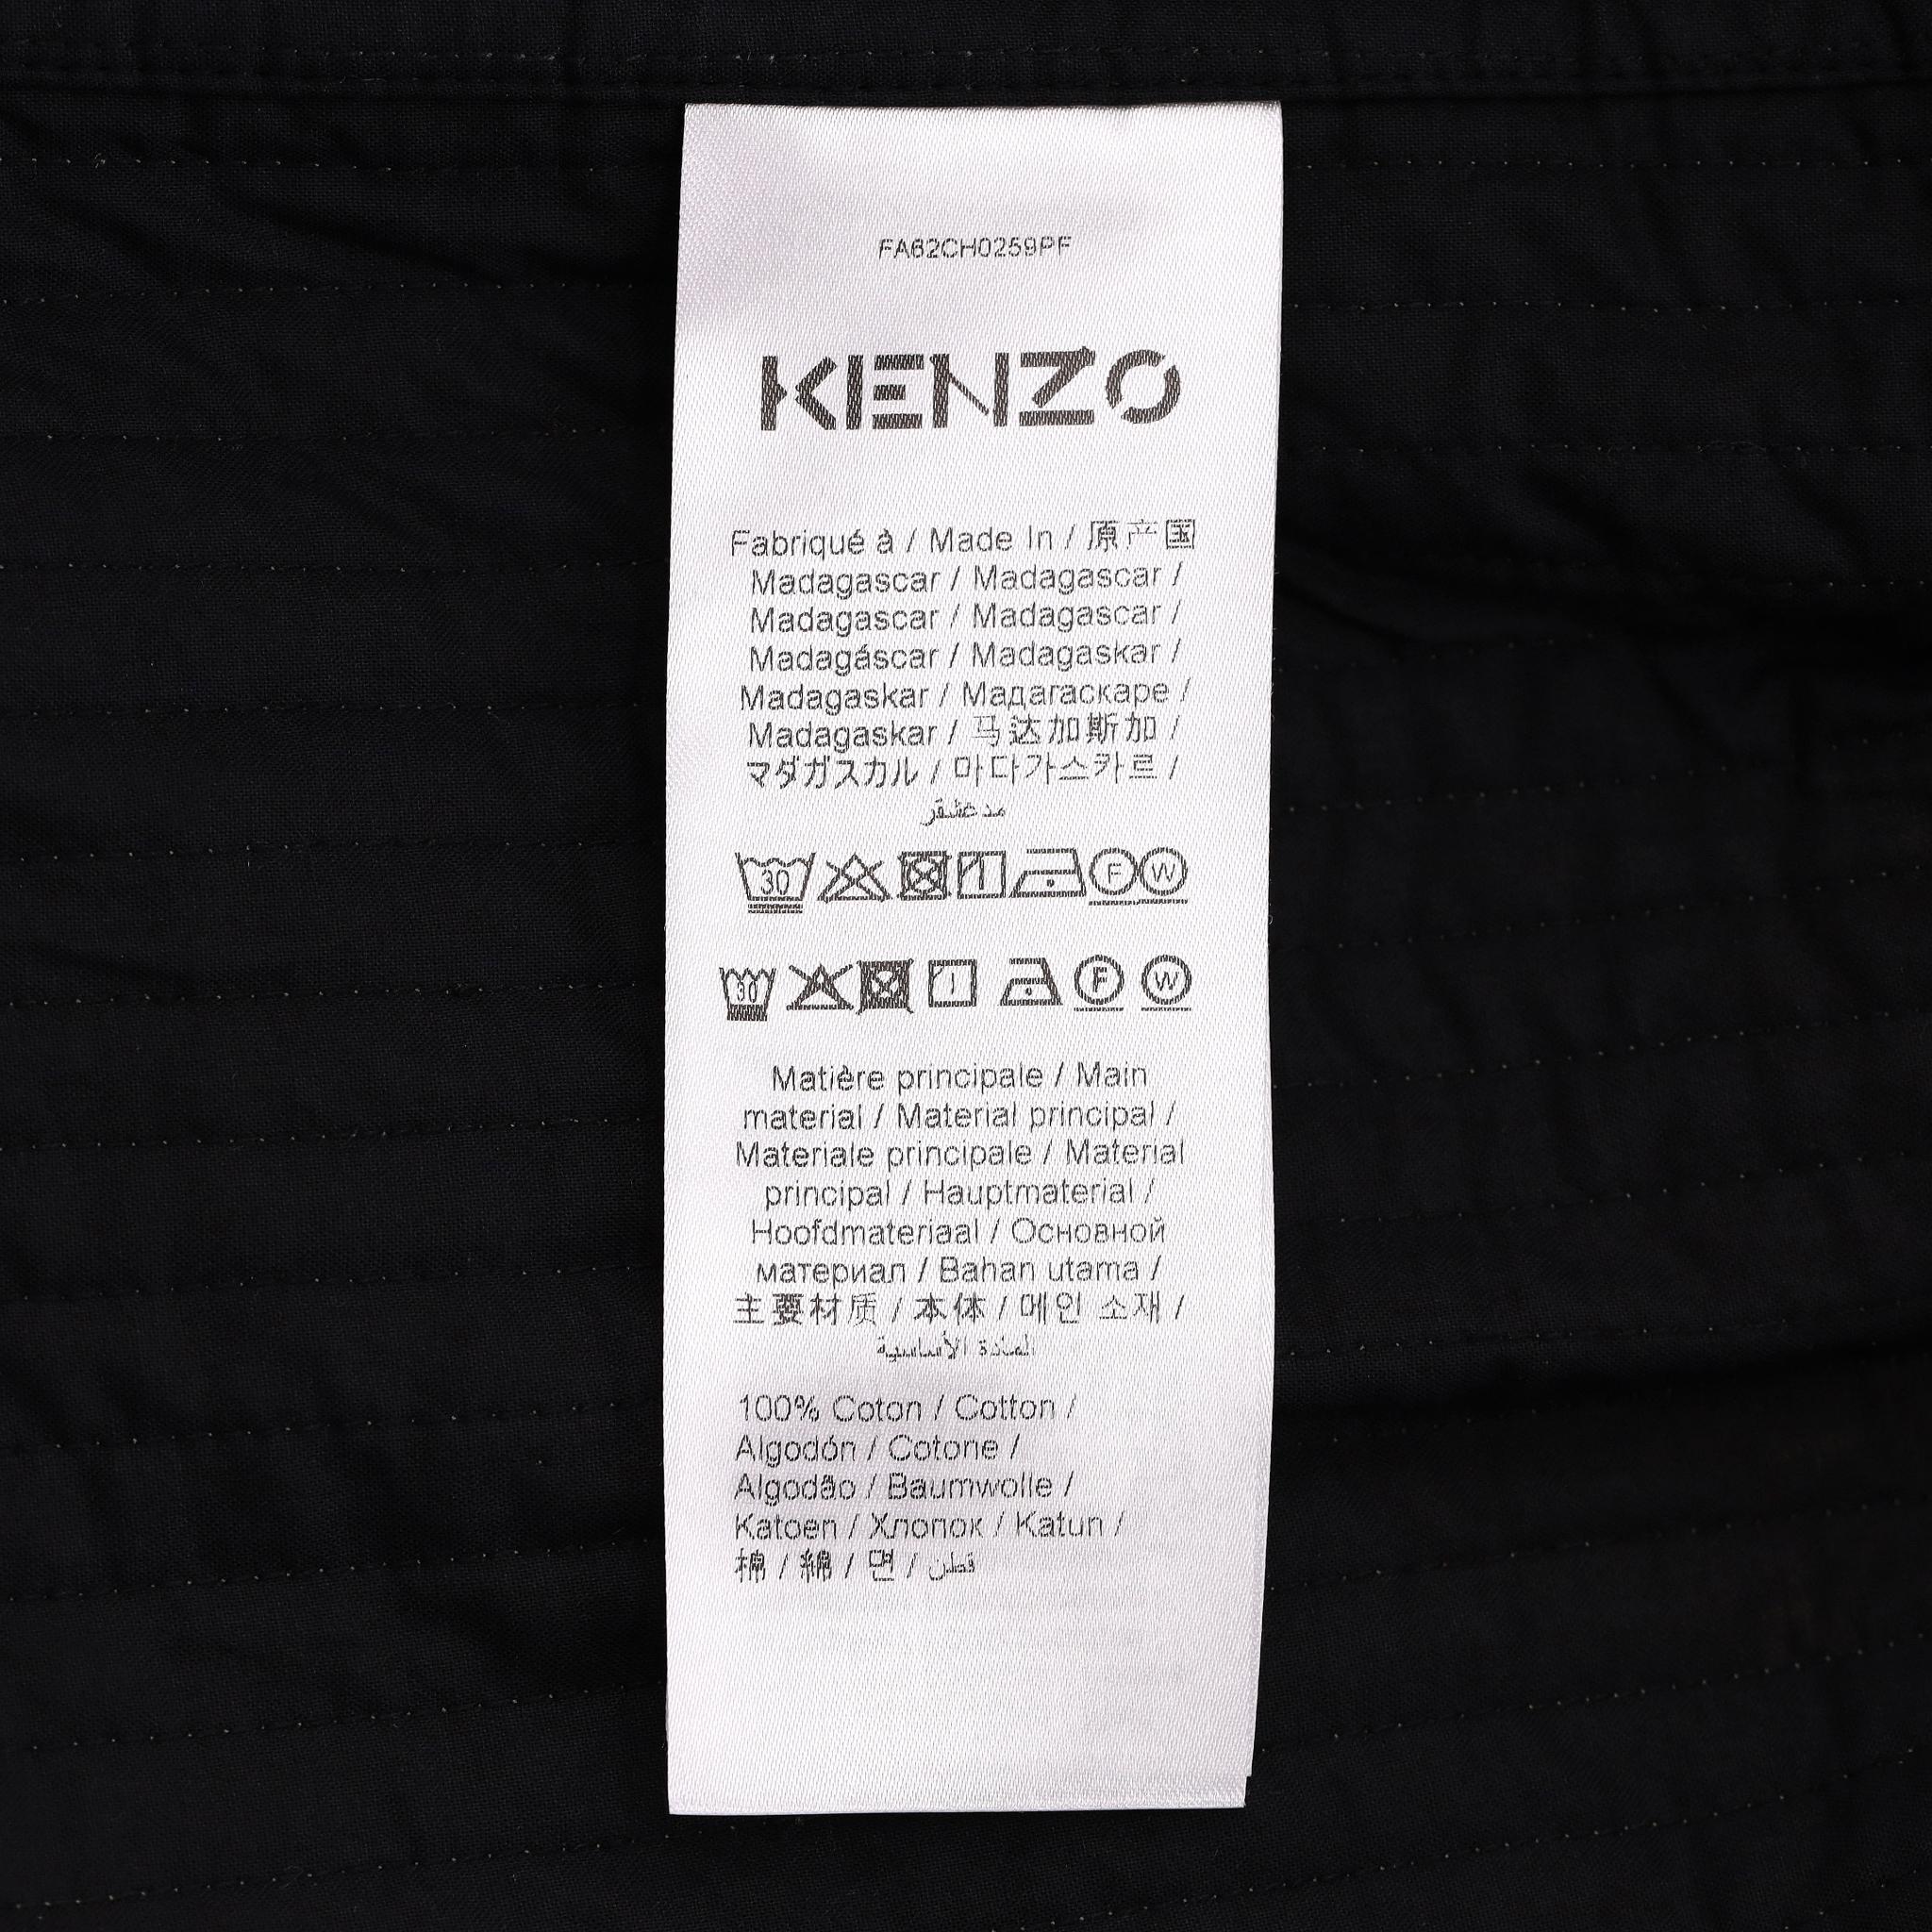 FA62CH0259PF
KENZO
Fabriqué à / Made In / 原产国
Madagascar / Madagascar /
Madagascar / Madagascar /
Madagáscar / Madagaskar /
Madagaskar / Мадагаскаре /
Madagaskar / 马达加斯加 /
マダガスカル / 마다가스카르 /
مدغشقر
30 F W
30 F W
Matière principale / Main
material / Material principal /
Materiale principale / Material
principal / Hauptmaterial /
Hoofdmateriaal / Основной
материал / Bahan utama /
主要材质 / 本体 / 메인 소재 /
المادة الأساسية
100% Coton / Cotton /
Algodón / Cotone /
Algodão / Baumwolle /
Katoen / Хлопок / Katun /
棉 / 綿 / 면 / قطن